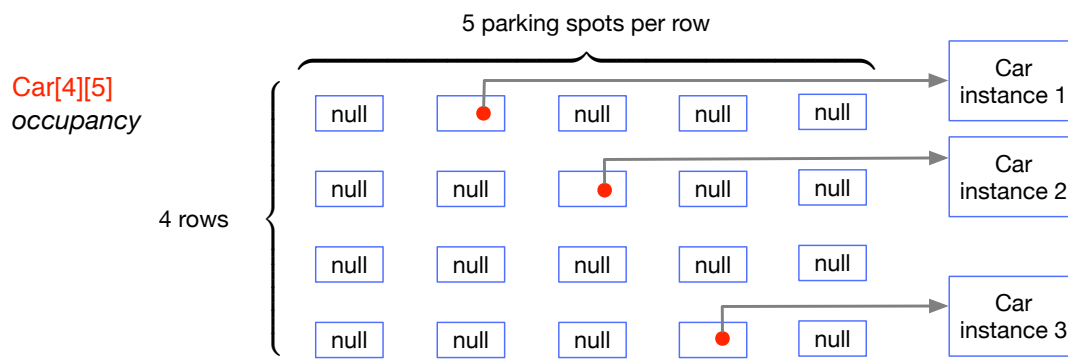 5 parking spots per row
Car[4][5]
occupancy
4 rows
null null null null
Car
instance 1
null null null null
Car
instance 2
null null null null null
null null null null
Car
instance 3